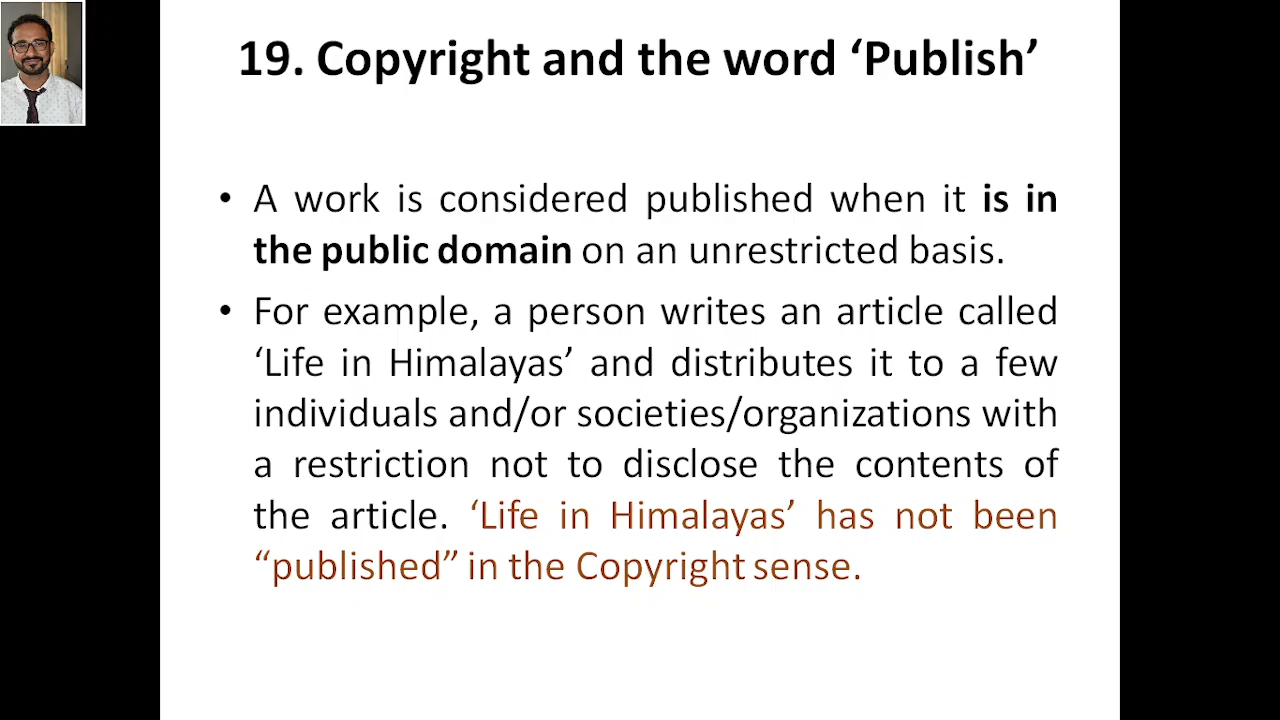 19. Copyright and the word ‘Publish’
• A work is considered published when it is in
the public domain on an unrestricted basis.
• For example, a person writes an article called
‘Life in Himalayas’ and distributes it to a few
individuals and/or societies/organizations with
a restriction not to disclose the contents of
the article. ‘Life in Himalayas’ has not been
“published” in the Copyright sense.